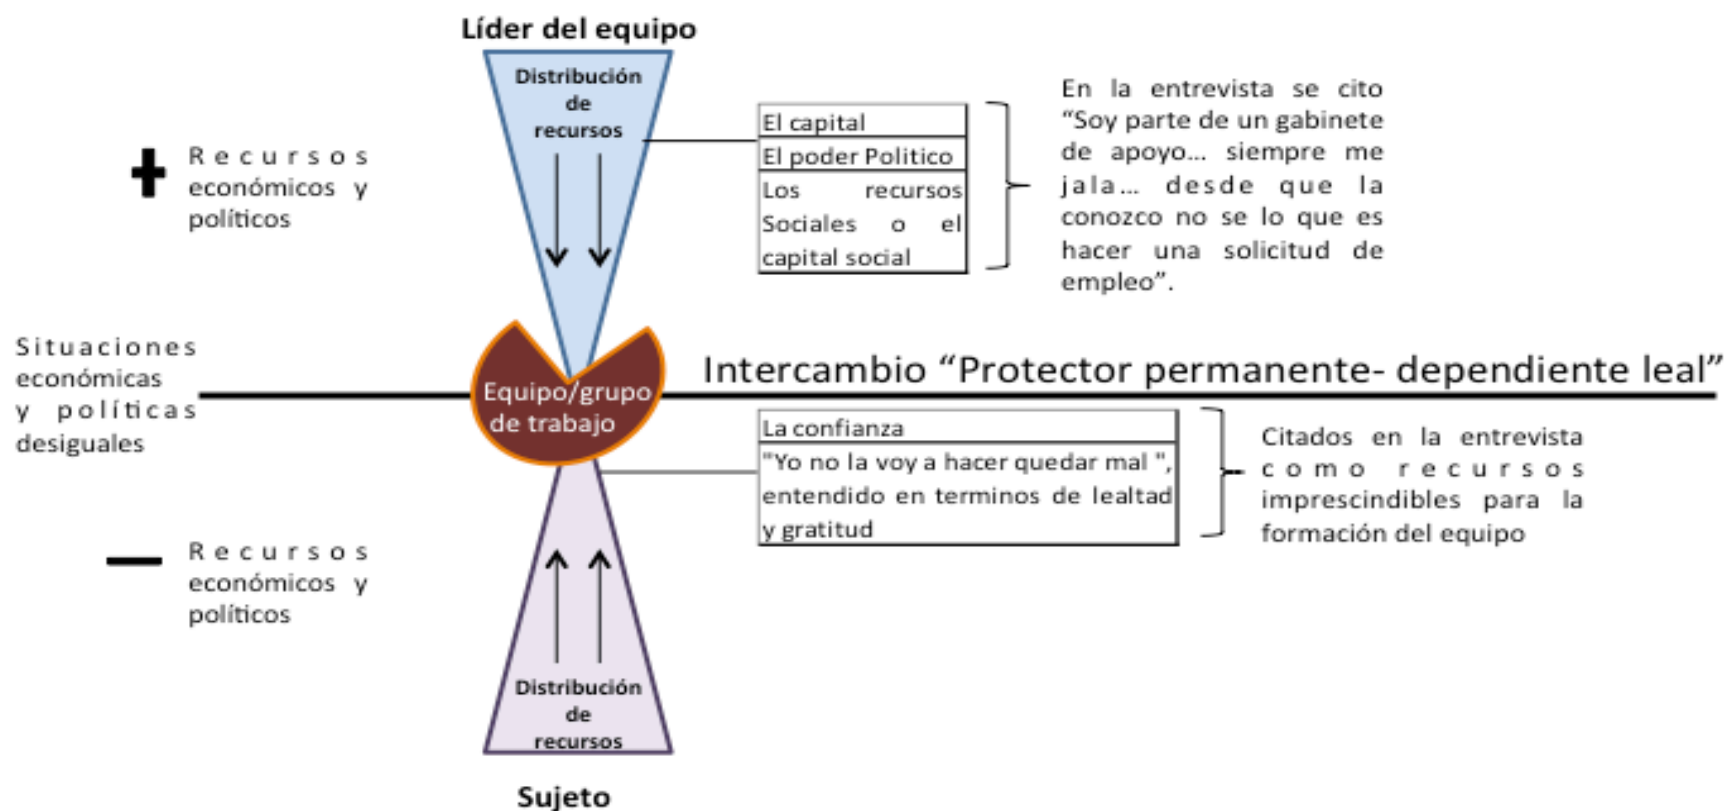 Líder del equipo
Distribución
de
recursos
+ Recursos
económicos y
políticos
El capital
El poder Politico
Los recursos
Sociales o el
capital social
En la entrevista se cito
“Soy parte de un gabinete
de apoyo... siempre me
jala... desde que la
conozco no se lo que es
hacer una solicitud de
empleo”.
Situaciones
económicas
y políticas
desiguales
Equipo/grupo
de trabajo
Intercambio “Protector permanente- dependiente leal”
La confianza
"Yo no la voy a hacer quedar mal ",
entendido en terminos de lealtad
y gratitud
Citados en la entrevista
como recursos
imprescindibles para la
formación del equipo
− Recursos
económicos y
políticos
Distribución
de
recursos
Sujeto